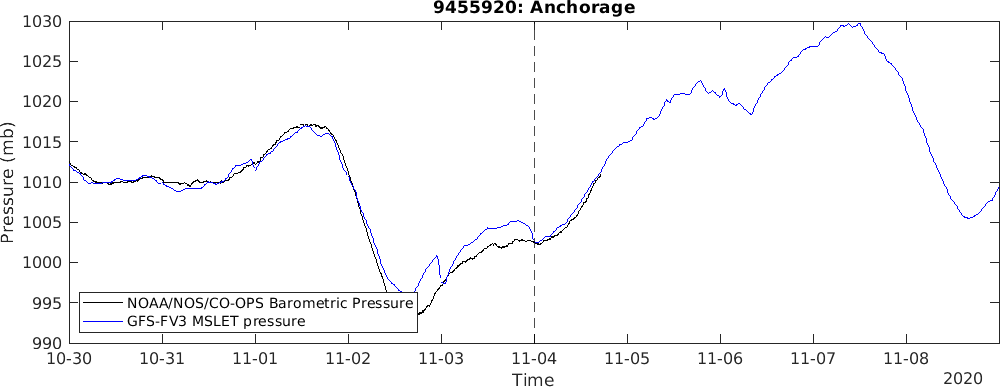 9455920: Anchorage
Pressure (mb)
1030
1025
1020
1015
1010
1005
1000
995
990
NOAA/NOS/CO-OPS Barometric Pressure
GFS-FV3 MSLET pressure
10-30 10-31 11-01 11-02 11-03 11-04 11-05 11-06 11-07 11-08
Time
2020